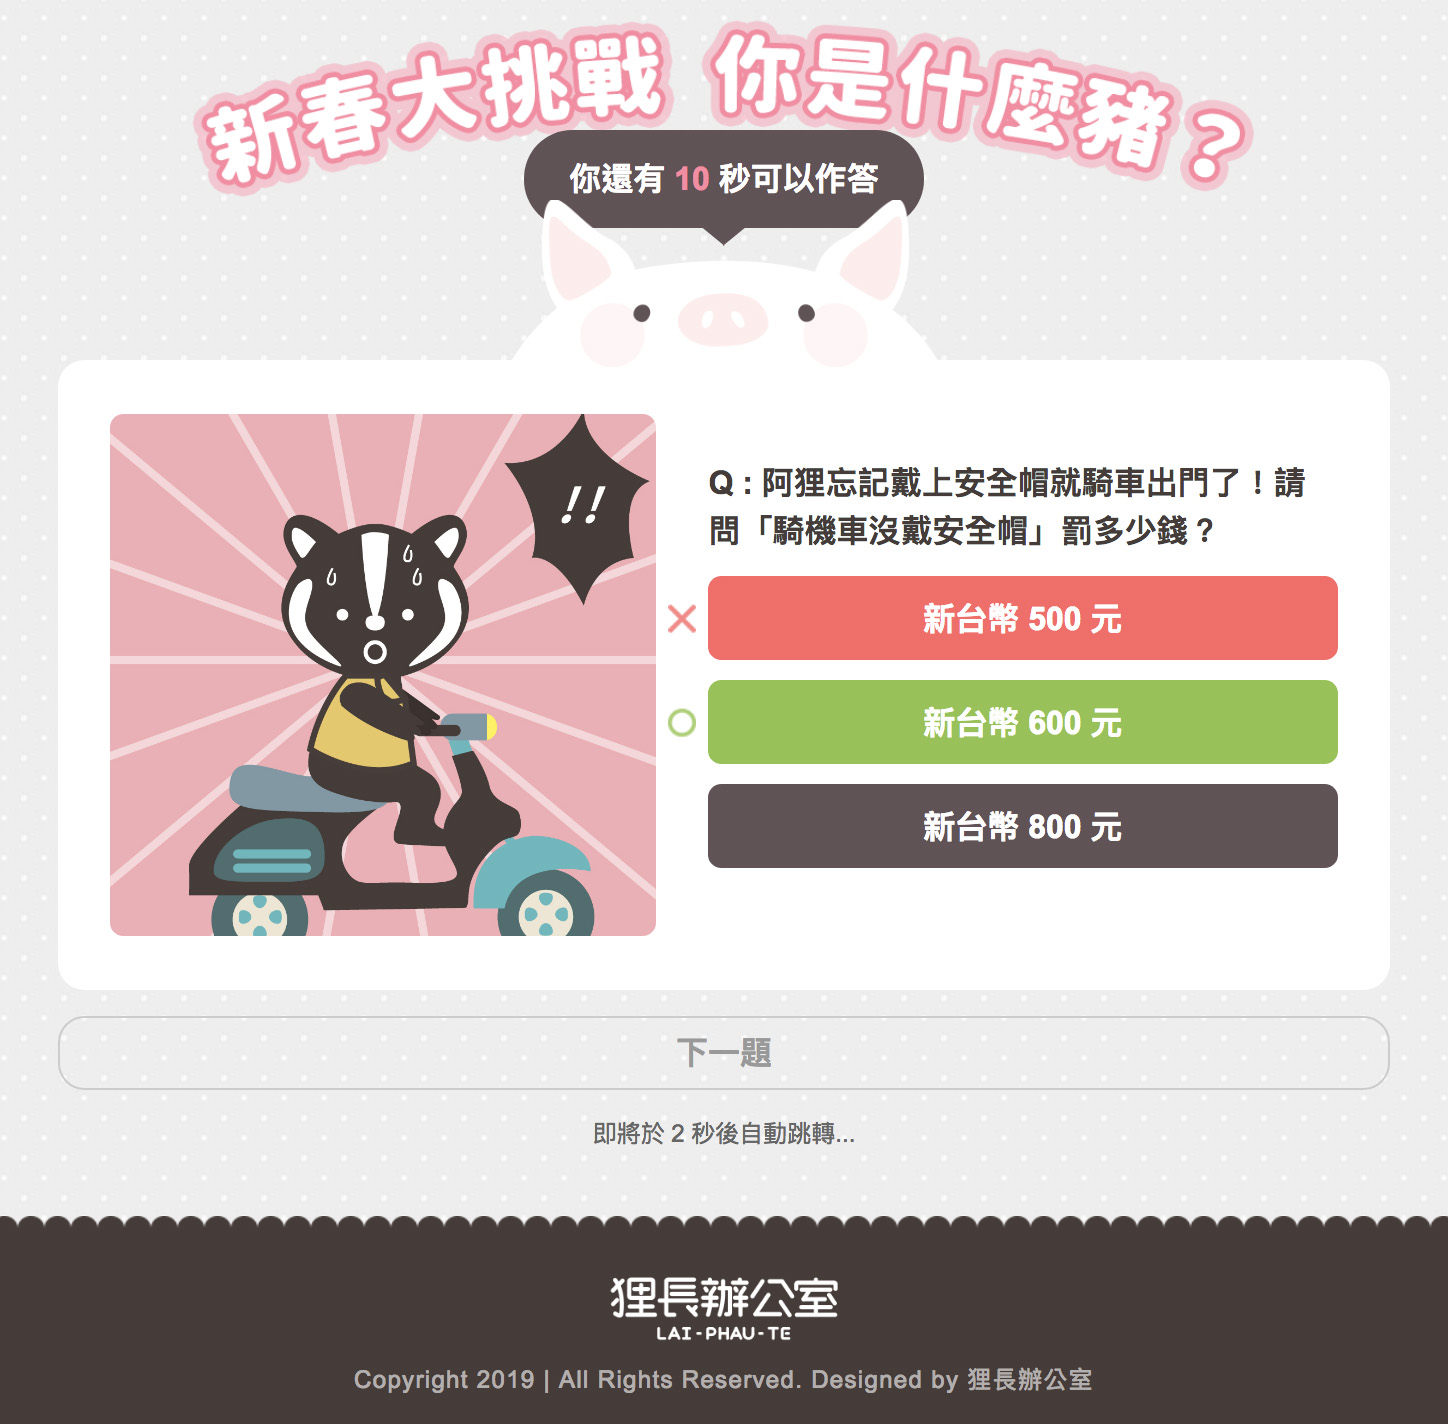 新春大挑戰 你是什麼豬？
你還有 10 秒可以作答
!!
Q : 阿狸忘記戴上安全帽就騎車出門了！請
問「騎機車沒戴安全帽」罰多少錢？
新台幣 500 元
新台幣 600 元
新台幣 800 元
下一題
即將於 2 秒後自動跳轉...
狸長辦公室
LAI-PHAU-TE
Copyright 2019 | All Rights Reserved. Designed by 狸長辦公室